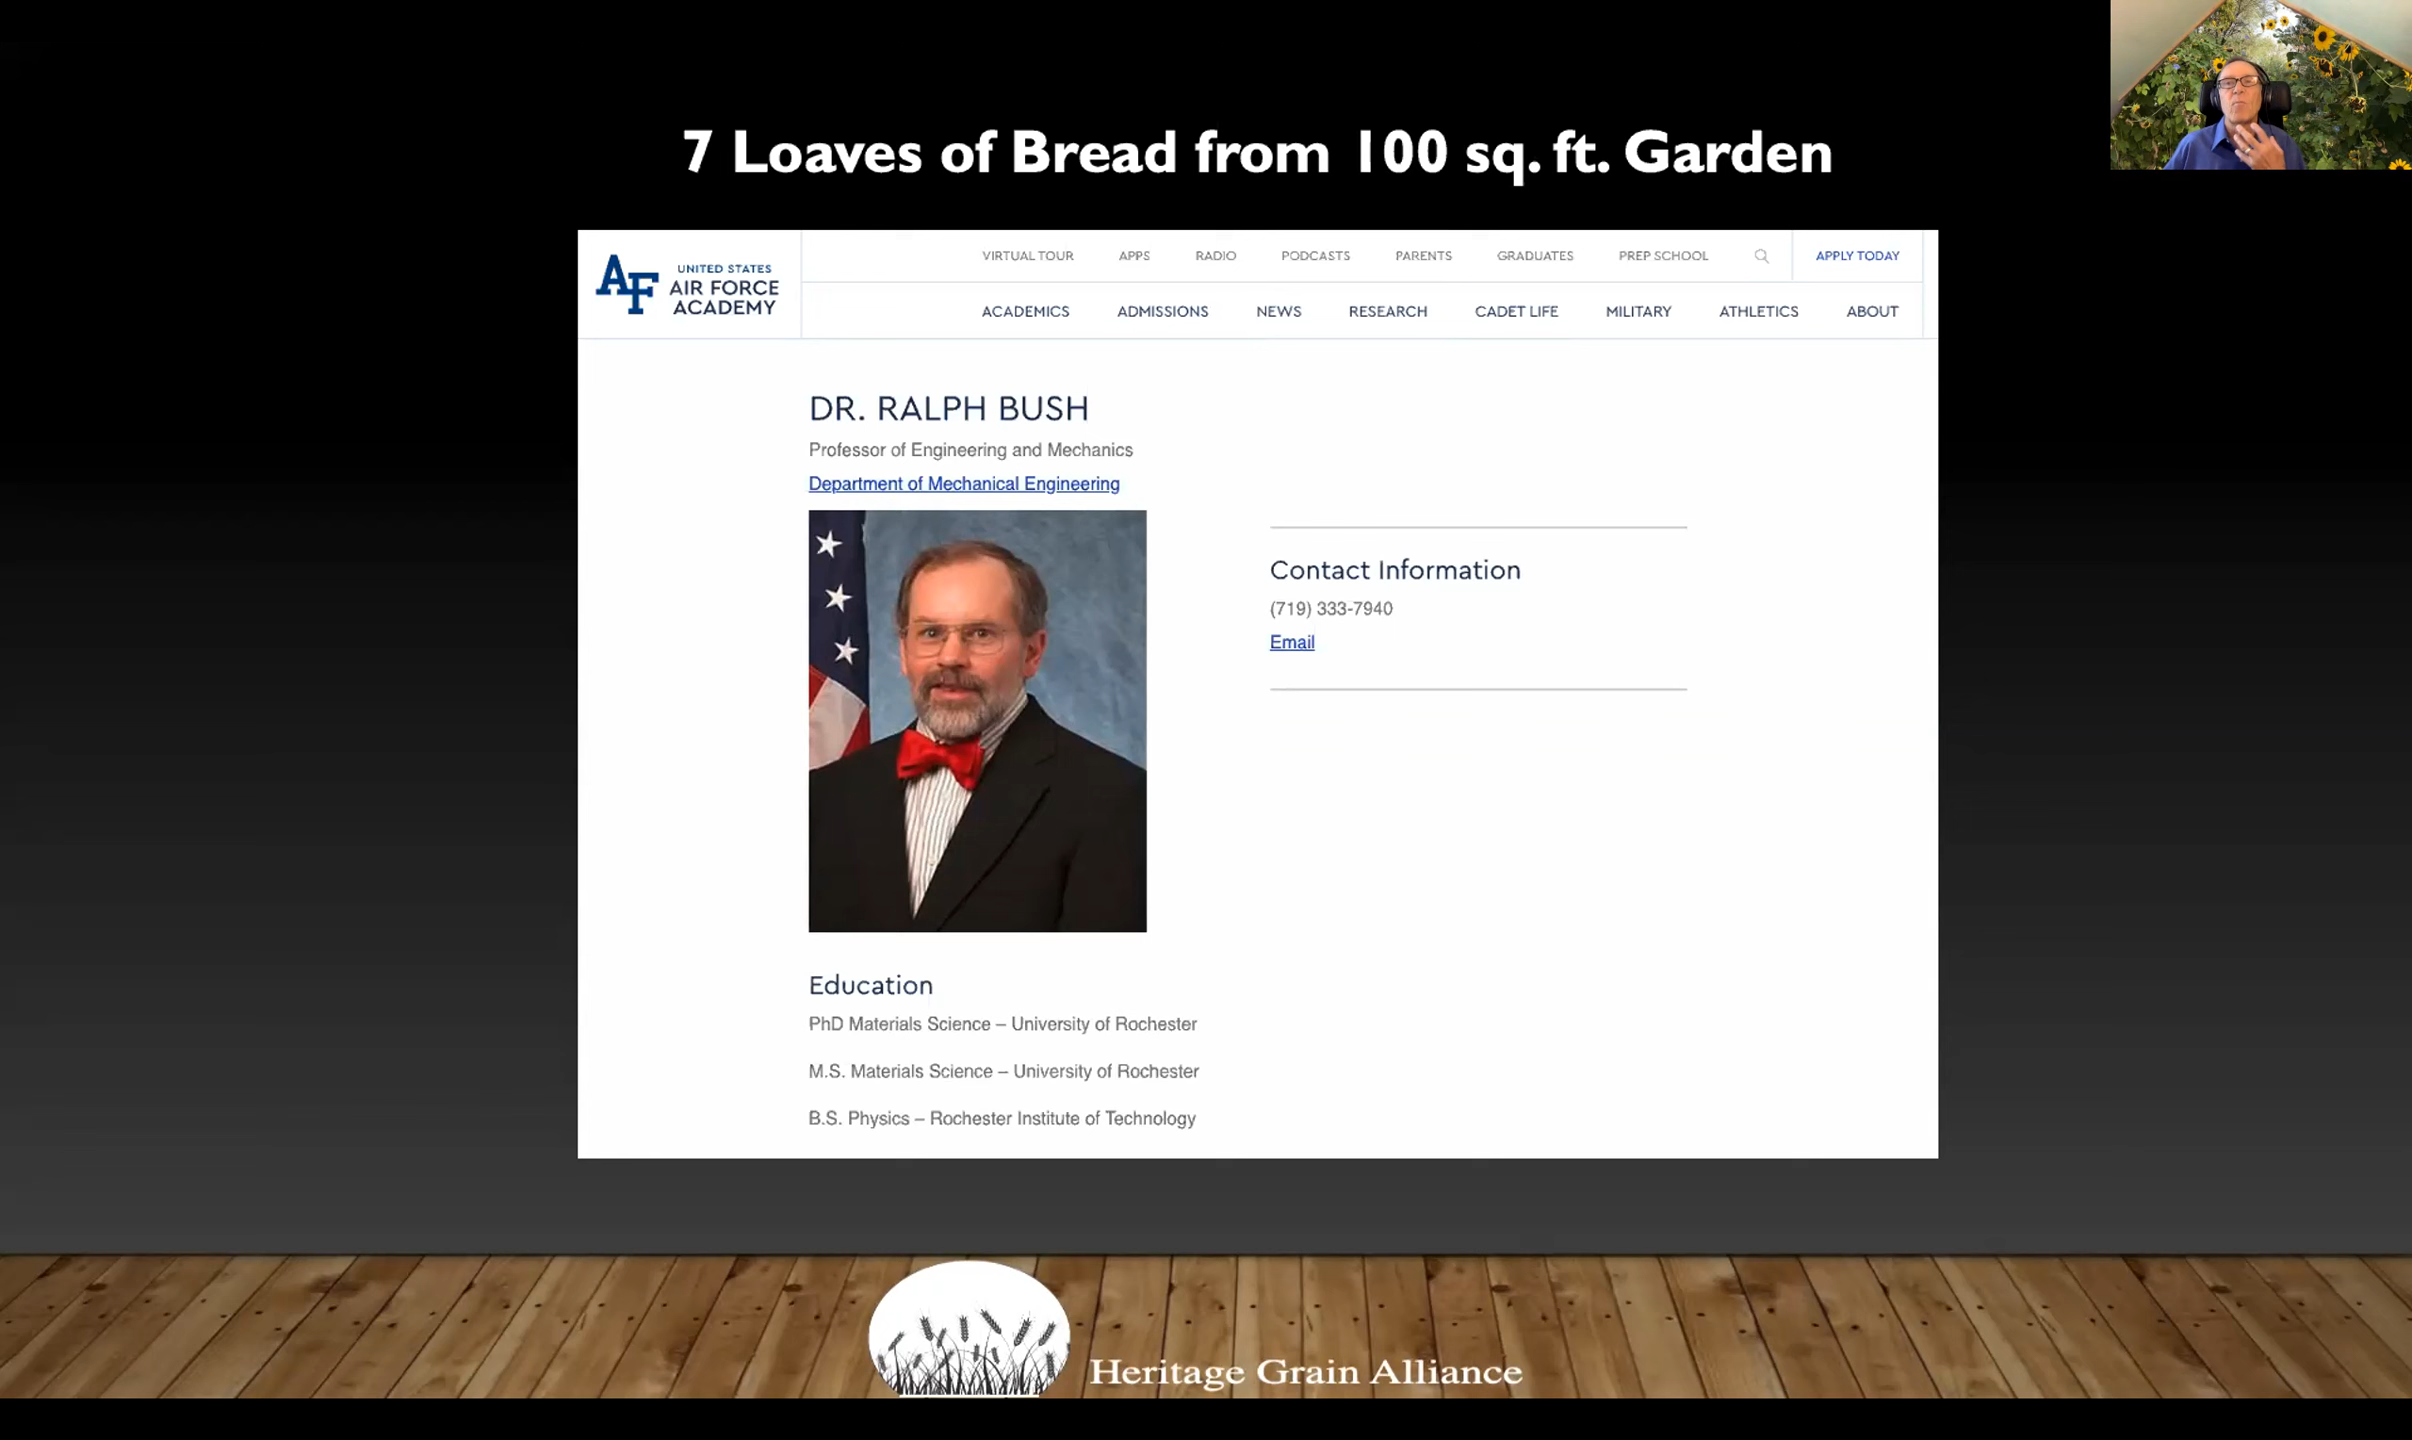 7 Loaves of Bread from 100 sq. ft. Garden
AF
UNITED STATES
AIR FORCE
ACADEMY
VIRTUAL TOUR APPS RADIO PODCASTS PARENTS GRADUATES PREP SCHOOL APPLY TODAY
ACADEMICS ADMISSIONS NEWS RESEARCH CADET LIFE MILITARY ATHLETICS ABOUT
DR. RALPH BUSH
Professor of Engineering and Mechanics
Department of Mechanical Engineering
Contact Information
(719) 333-7940
Email
Education
PhD Materials Science – University of Rochester
M.S. Materials Science – University of Rochester
B.S. Physics – Rochester Institute of Technology
Heritage Grain Alliance